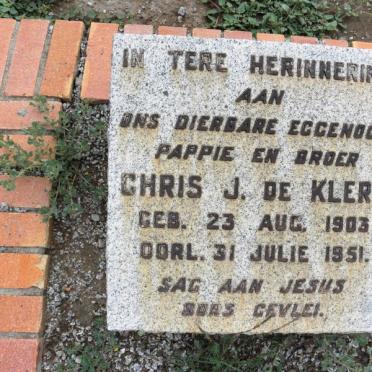 IN TERE HERINNERIN
AAN
ONS DIERBARE EGGENOO
PAPPIE EN BROER
CHRIS J. DE KLER
GEB. 23 AUG. 1903
OORL. 31 JULIE 1951.
SAG AAN JESUS
BORS GEVLEI.